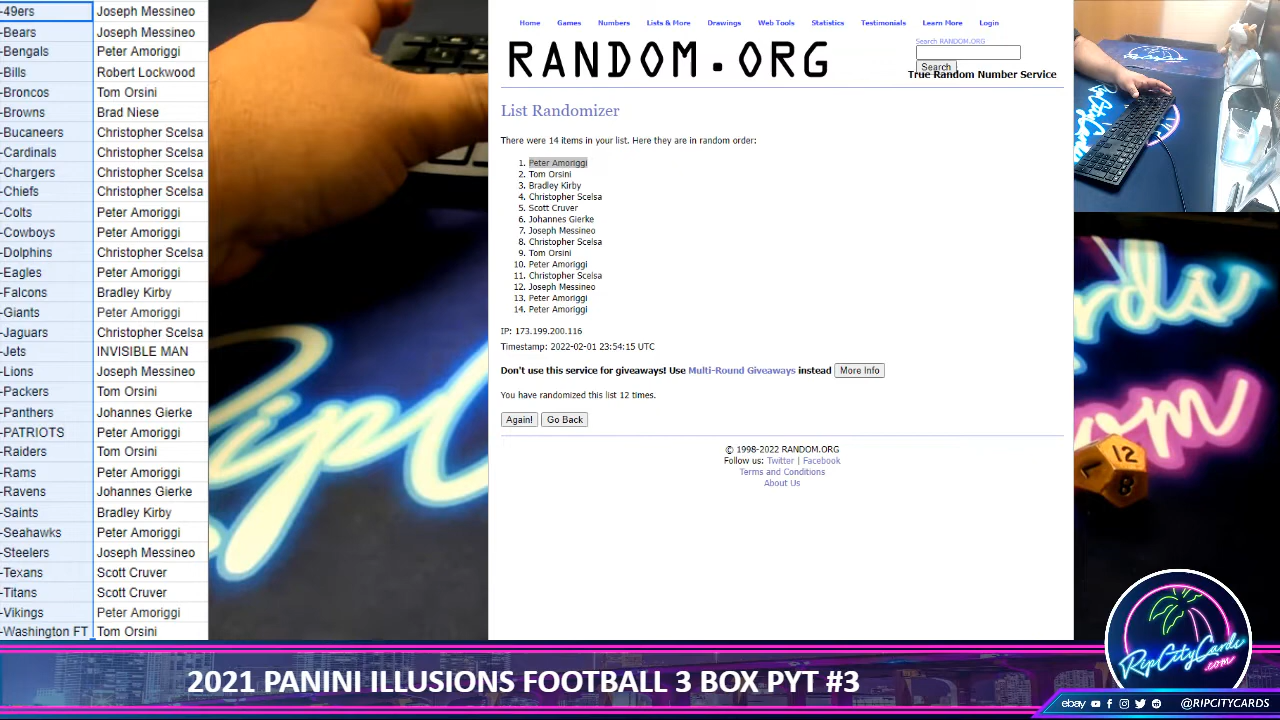 -49ers Joseph Messineo
-Bears Joseph Messineo
-Bengals Peter Amoriggi
-Bills Robert Lockwood
-Broncos Tom Orsini
-Browns Brad Niese
-Bucaneers Christopher Scelsa
-Cardinals Christopher Scelsa
-Chargers Christopher Scelsa
-Chiefs Christopher Scelsa
-Colts Peter Amoriggi
-Cowboys Peter Amoriggi
-Dolphins Christopher Scelsa
-Eagles Peter Amoriggi
-Falcons Bradley Kirby
-Giants Peter Amoriggi
-Jaguars Christopher Scelsa
-Jets INVISIBLE MAN
-Lions Joseph Messineo
-Packers Tom Orsini
-Panthers Johannes Gierke
-PATRIOTS Peter Amoriggi
-Raiders Tom Orsini
-Rams Peter Amoriggi
-Ravens Johannes Gierke
-Saints Bradley Kirby
-Seahawks Peter Amoriggi
-Steelers Joseph Messineo
-Texans Scott Cruver
-Titans Scott Cruver
-Vikings Peter Amoriggi
-Washington FT Tom Orsini
Home Games Numbers Lists & More Drawings Web Tools Statistics Testimonials Learn More Login
RANDOM.ORG
Search RANDOM.ORG
Search
True Random Number Service
List Randomizer
There were 14 items in your list. Here they are in random order:
1. Peter Amoriggi
2. Tom Orsini
3. Bradley Kirby
4. Christopher Scelsa
5. Scott Cruver
6. Johannes Gierke
7. Joseph Messineo
8. Christopher Scelsa
9. Tom Orsini
10. Peter Amoriggi
11. Christopher Scelsa
12. Joseph Messineo
13. Peter Amoriggi
14. Peter Amoriggi
IP: 173.199.200.116
Timestamp: 2022-02-01 23:54:15 UTC
Don't use this service for giveaways! Use Multi-Round Giveaways instead More Info
You have randomized this list 12 times.
Again! Go Back
© 1998-2022 RANDOM.ORG
Follow us: Twitter | Facebook
Terms and Conditions
About Us
12
8
2021 PANINI ILLUSIONS FOOTBALL 3 BOX PYT #3
RipCityCards
.com
ebay @RIPCITYCARDS